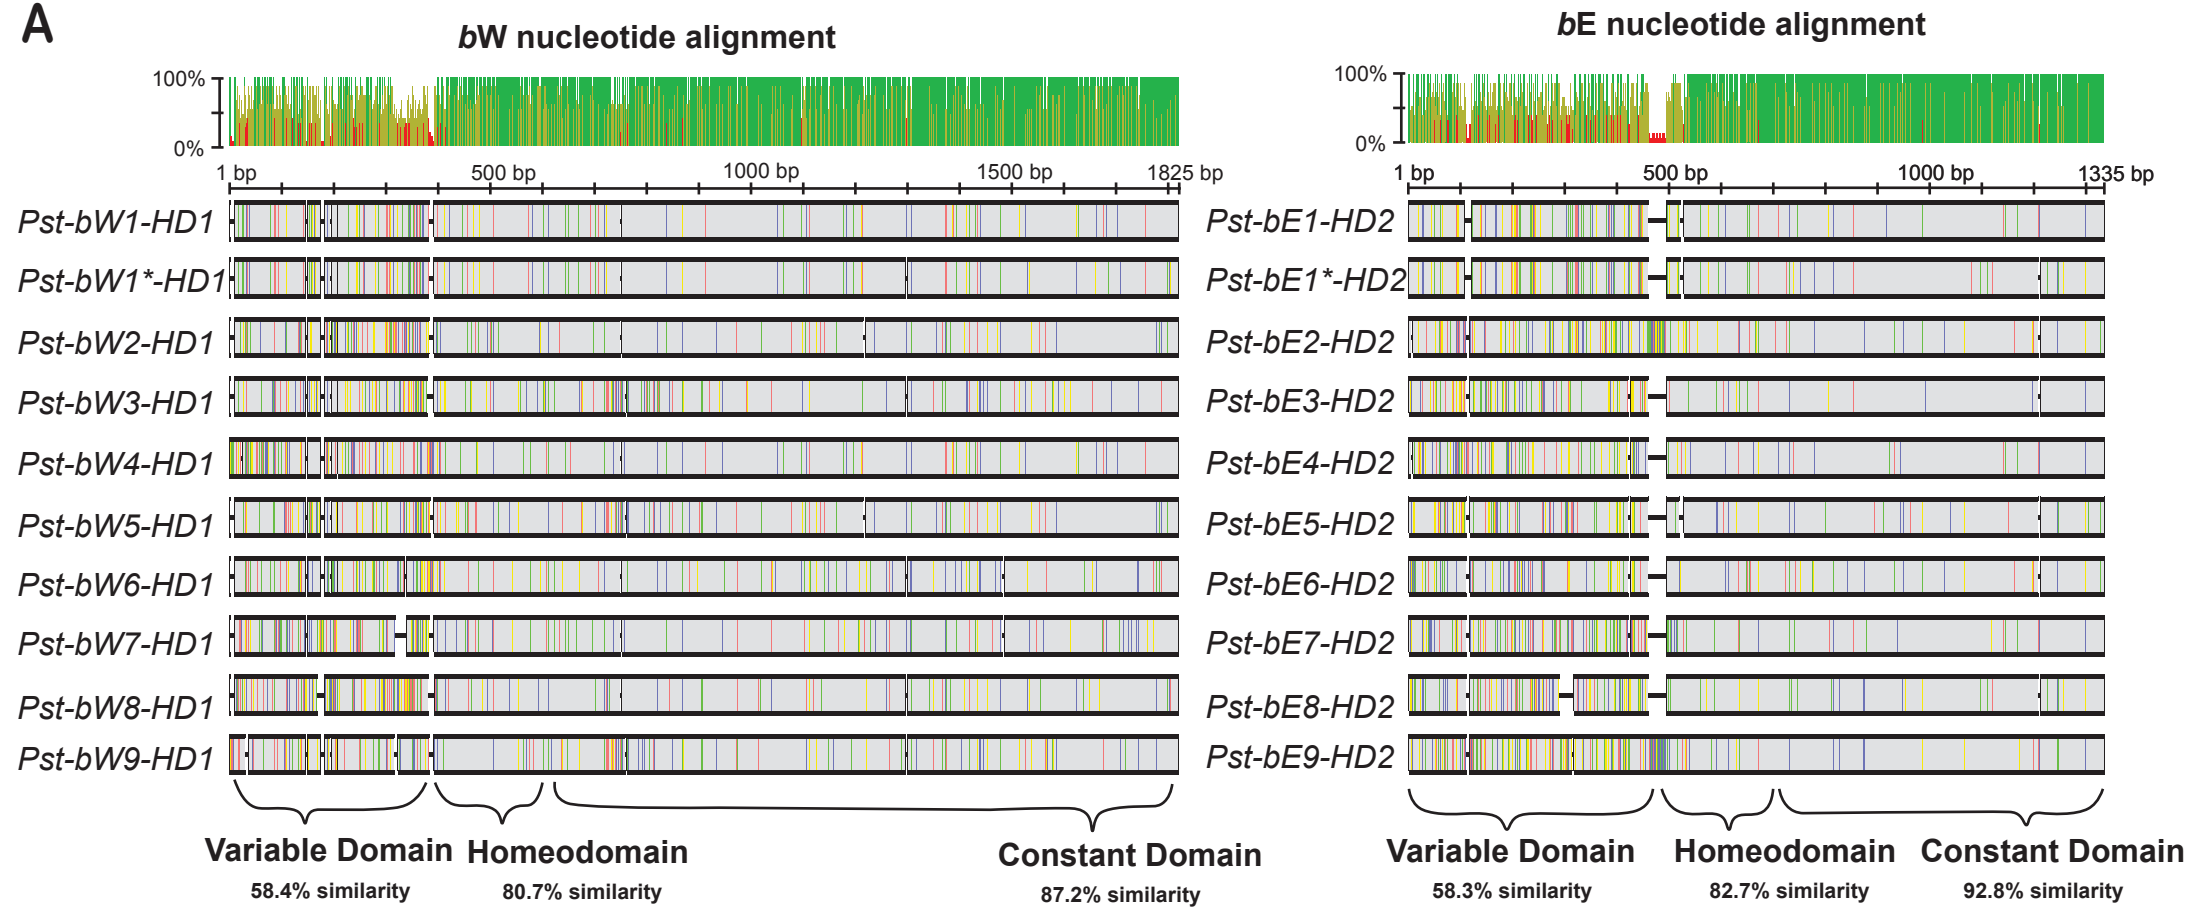 A
bW nucleotide alignment
100%
0%
1 bp 500 bp 1000 bp 1500 bp 1825 bp
Pst-bW1-HD1
Pst-bW1*-HD1
Pst-bW2-HD1
Pst-bW3-HD1
Pst-bW4-HD1
Pst-bW5-HD1
Pst-bW6-HD1
Pst-bW7-HD1
Pst-bW8-HD1
Pst-bW9-HD1
Variable Domain Homeodomain Constant Domain
58.4% similarity 80.7% similarity 87.2% similarity
bE nucleotide alignment
100%
0%
1 bp 500 bp 1000 bp 1335 bp
Pst-bE1-HD2
Pst-bE1*-HD2
Pst-bE2-HD2
Pst-bE3-HD2
Pst-bE4-HD2
Pst-bE5-HD2
Pst-bE6-HD2
Pst-bE7-HD2
Pst-bE8-HD2
Pst-bE9-HD2
Variable Domain Homeodomain Constant Domain
58.3% similarity 82.7% similarity 92.8% similarity